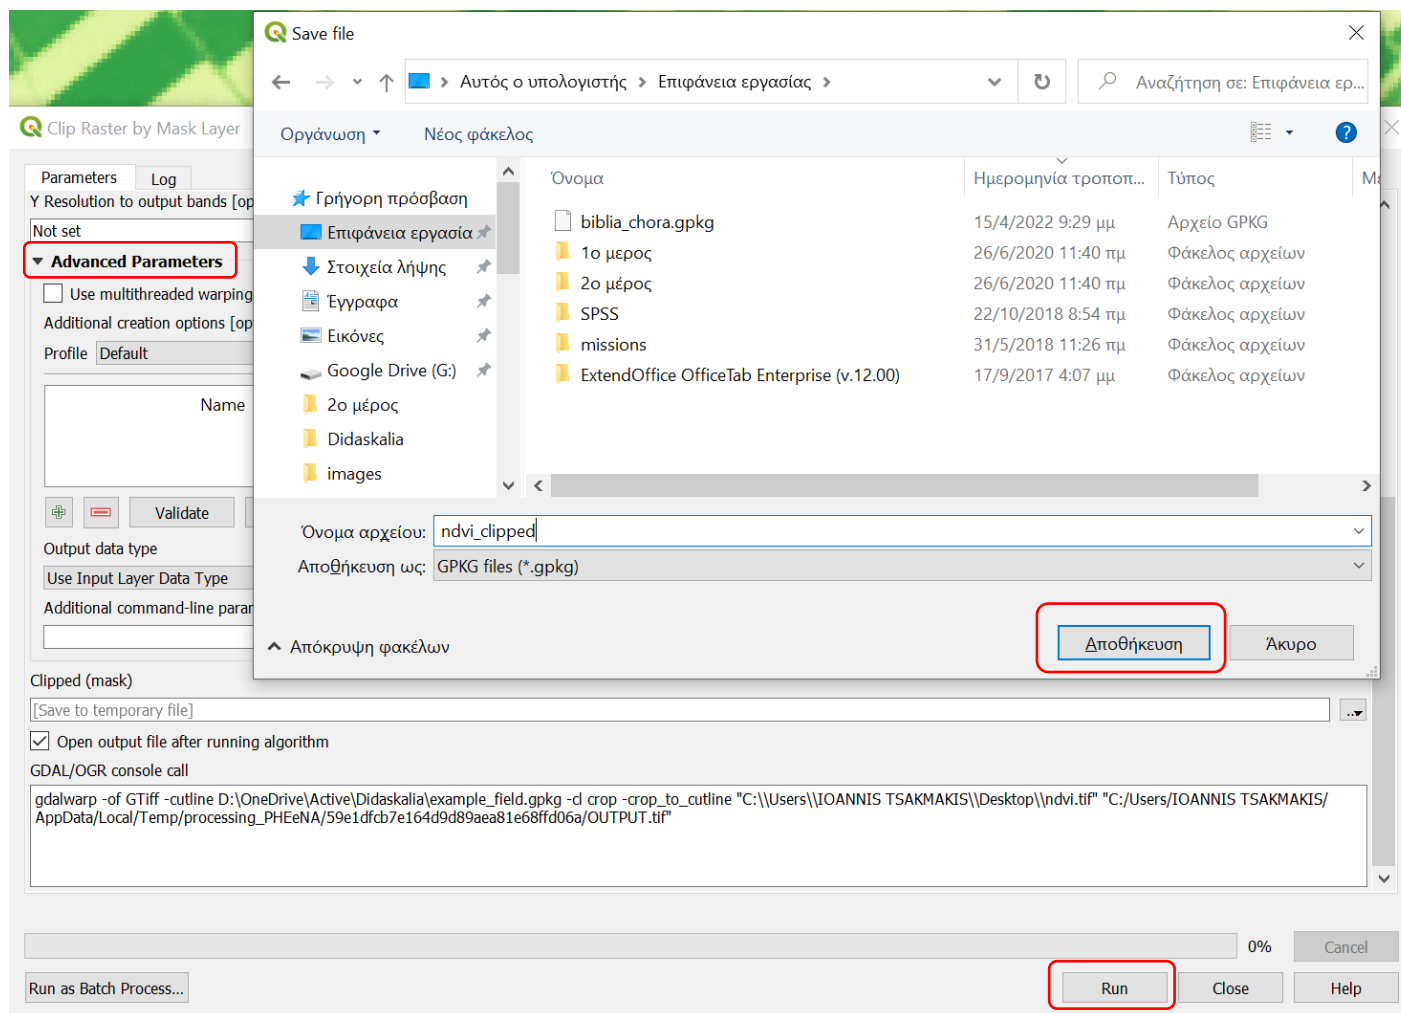 Save file
Αυτός ο υπολογιστής > Επιφάνεια εργασίας >
Αναζήτηση σε: Επιφάνεια ερ...
Clip Raster by Mask Layer
Οργάνωση
Νέος φάκελος
Parameters
Log
Y Resolution to output bands [op
Not set
Advanced Parameters
Use multithreaded warping
Additional creation options [op
Profile
Default
Name
Validate
Output data type
Use Input Layer Data Type
Additional command-line parar
Γρήγορη πρόσβαση
Επιφάνεια εργασία
Στοιχεία λήψης
Έγγραφα
Εικόνες
Google Drive (G:)
2ο μέρος
Didaskalia
images
Όνομα Ημερομηνία τροποπ... Τύπος Με
biblia_chora.gpkg 15/4/2022 9:29 μμ Αρχείο GPKG
1ο μερος 26/6/2020 11:40 πμ Φάκελος αρχείων
2ο μέρος 26/6/2020 11:40 πμ Φάκελος αρχείων
SPSS 22/10/2018 8:54 πμ Φάκελος αρχείων
missions 31/5/2018 11:26 πμ Φάκελος αρχείων
ExtendOffice OfficeTab Enterprise (v.12.00) 17/9/2017 4:07 μμ Φάκελος αρχείων
Όνομα αρχείου: ndvi_clipped
Αποθήκευση ως: GPKG files (*.gpkg)
Απόκρυψη φακέλων
Αποθήκευση
Άκυρο
Clipped (mask)
[Save to temporary file]
...
Open output file after running algorithm
GDAL/OGR console call
gdalwarp -of GTiff -cutline D:\OneDrive\Active\Didaskalia\example_field.gpkg -cl crop -crop_to_cutline "C:\\Users\\IOANNIS TSAKMAKIS\\Desktop\\ndvi.tif" "C:/Users/IOANNIS TSAKMAKIS/
AppData/Local/Temp/processing_PHEeNA/59e1dfcb7e164d9d89aea81e68ffd06a/OUTPUT.tif"
0%
Cancel
Run as Batch Process...
Run
Close
Help